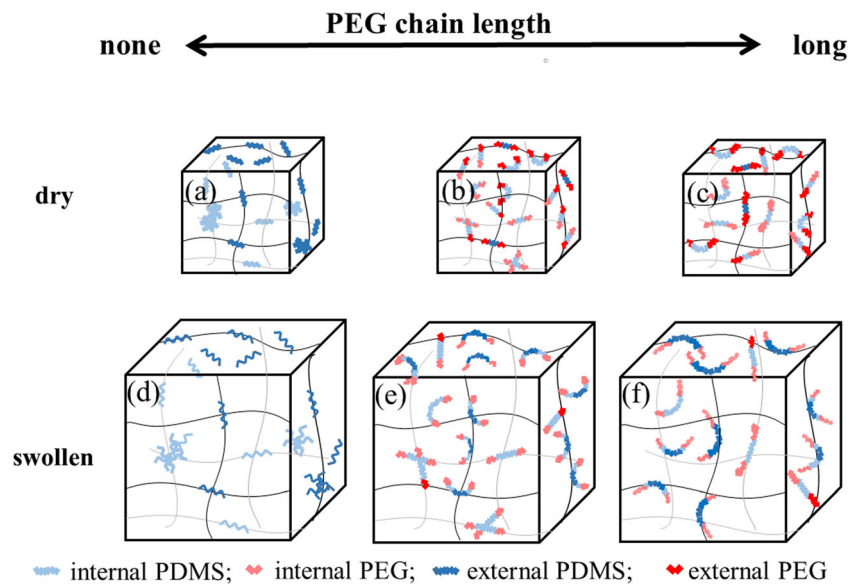 PEG chain length
none long
dry
(a) (b) (c)
swollen
(d) (e) (f)
internal PDMS; internal PEG; external PDMS; external PEG